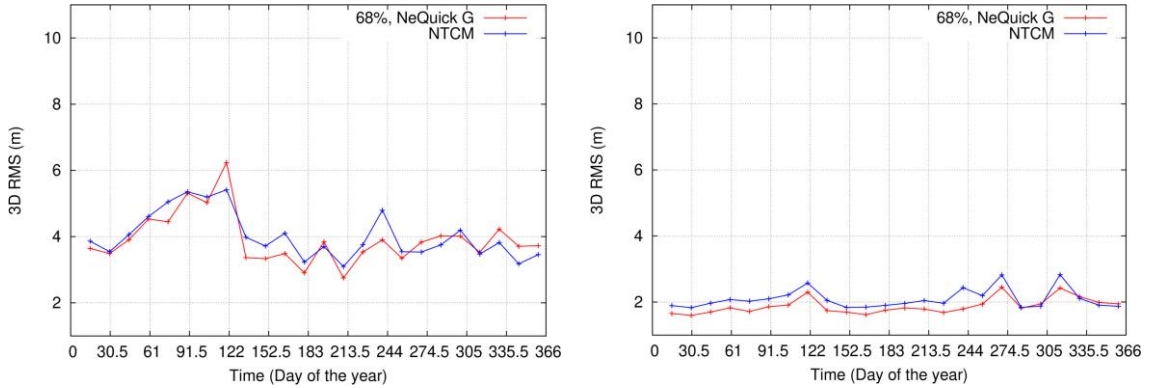 68%, NeQuick G
NTCM
10
8
6
4
2
3D RMS (m)
0 30.5 61 91.5 122 152.5 183 213.5 244 274.5 305 335.5 366
Time (Day of the year)
68%, NeQuick G
NTCM
10
8
6
4
2
3D RMS (m)
0 30.5 61 91.5 122 152.5 183 213.5 244 274.5 305 335.5 366
Time (Day of the year)